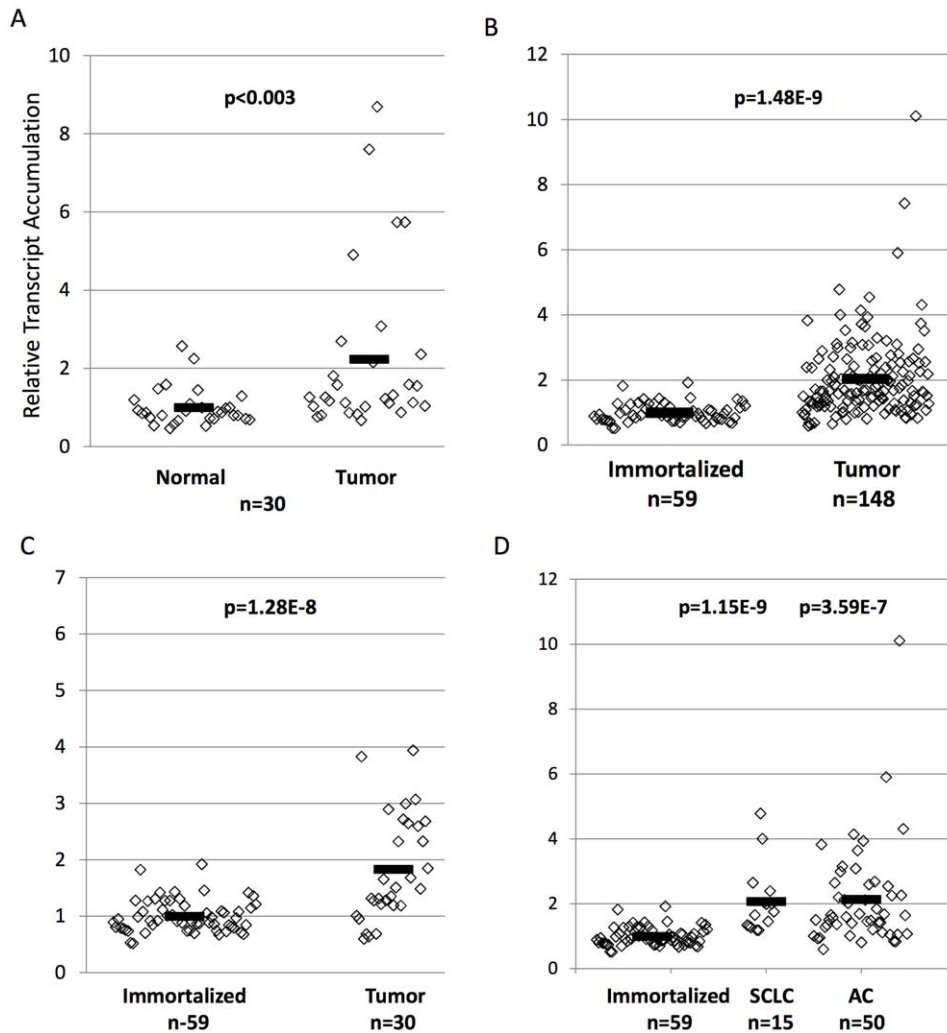 A
Relative Transcript Accumulation
10
8
6
4
2
0
p<0.003
Normal Tumor
n=30
B
12
10
8
6
4
2
0
p=1.48E-9
Immortalized Tumor
n=59 n=148
C
7
6
5
4
3
2
1
0
p=1.28E-8
Immortalized Tumor
n-59 n=30
D
12
10
8
6
4
2
0
p=1.15E-9 p=3.59E-7
Immortalized SCLC AC
n=59 n=15 n=50